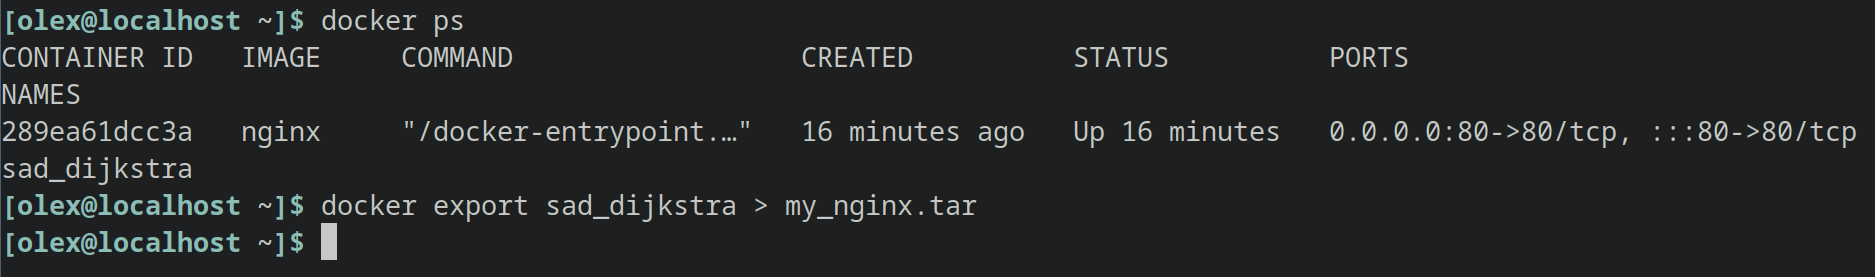 [olex@localhost ~]$ docker ps
CONTAINER ID   IMAGE     COMMAND                  CREATED          STATUS          PORTS
NAMES
289ea61dcc3a   nginx     "/docker-entrypoint.…"   16 minutes ago   Up 16 minutes   0.0.0.0:80->80/tcp, :::80->80/tcp
sad_dijkstra
[olex@localhost ~]$ docker export sad_dijkstra > my_nginx.tar
[olex@localhost ~]$